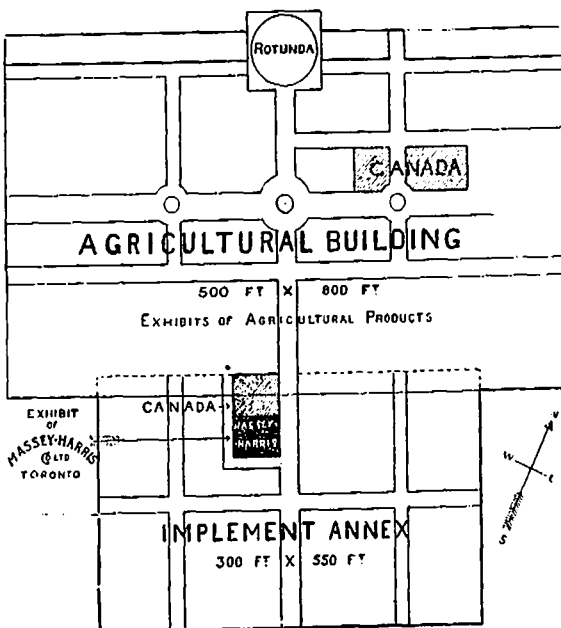 ROTUNDA
CANADA
AGRICULTURAL BUILDING
500 FT X 800 FT
EXHIBITS OF AGRICULTURAL PRODUCTS
CANADA
EXHIBIT
OF
MASSEY-HARRIS
CO LTD
TORONTO
MASSEY-
HARRIS
N
W
E
S
IMPLEMENT ANNEX
300 FT X 550 FT